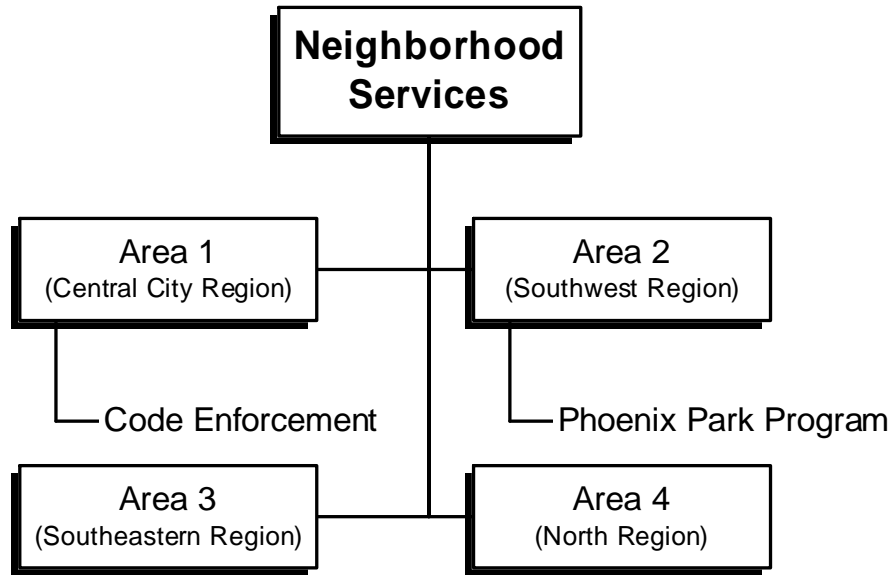 Neighborhood
Services
Area 1
(Central City Region)
Area 2
(Southwest Region)
Code Enforcement
Phoenix Park Program
Area 3
(Southeastern Region)
Area 4
(North Region)